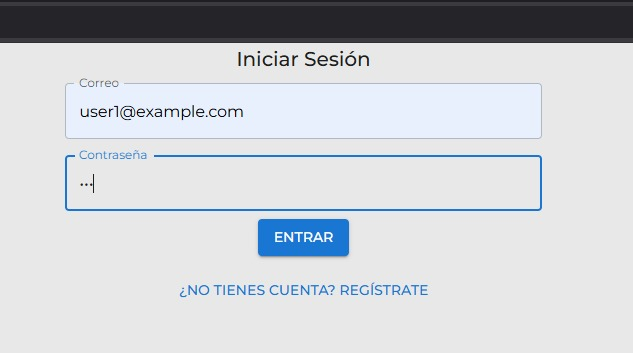 Iniciar Sesión
Correo
user1@example.com
Contraseña
•••
ENTRAR
¿NO TIENES CUENTA? REGÍSTRATE